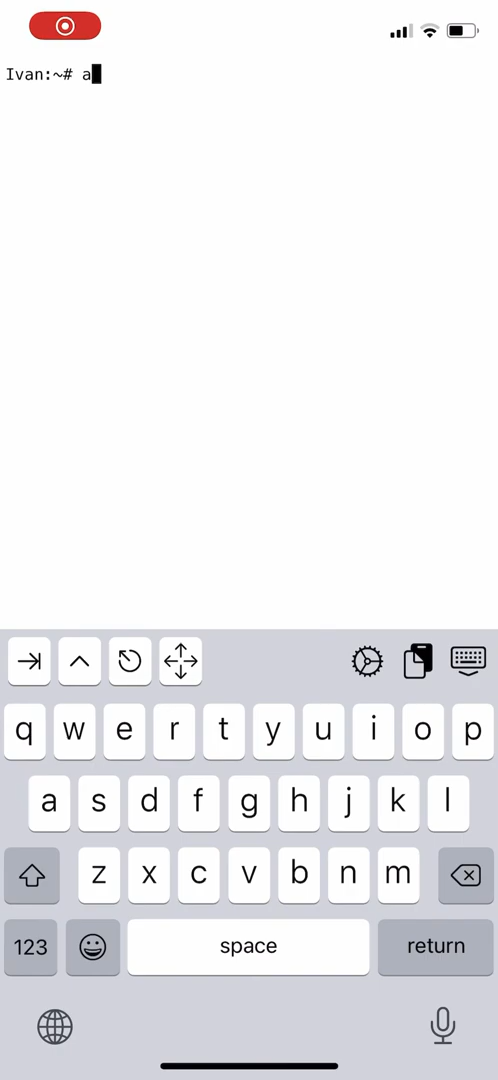 Ivan:~# a
q w e r t y u i o p
a s d f g h j k l
z x c v b n m
123 space return